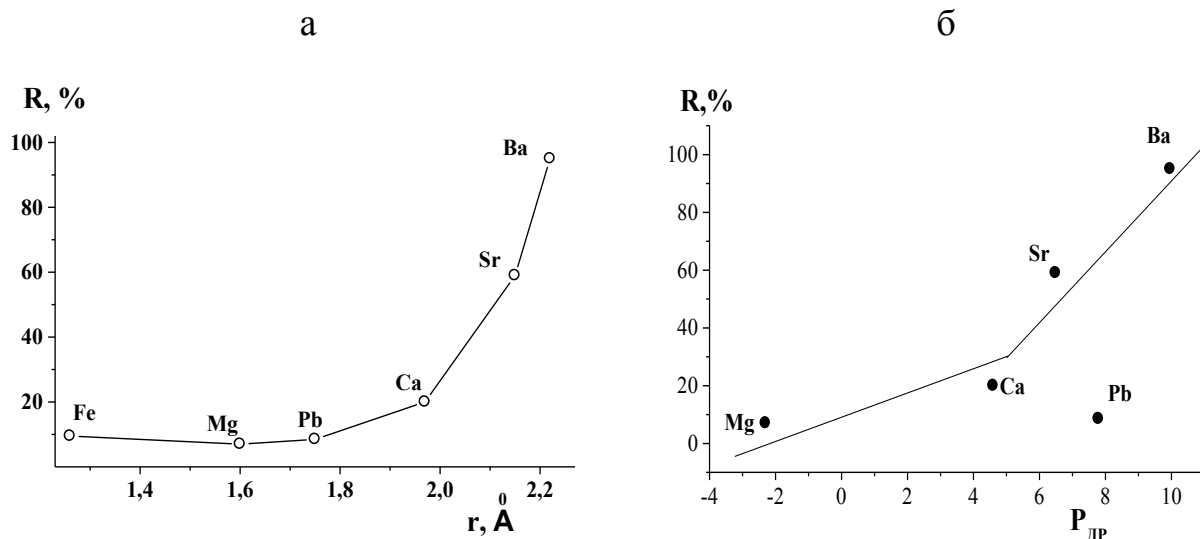 а
R, %
100
80
60
40
20
Fe
Mg
Pb
Ca
Sr
Ba
1,4 1,6 1,8 2,0 2,2
r, Å
б
R,%
100
80
60
40
20
0
Ba
Sr
Ca
Pb
Mg
-4 -2 0 2 4 6 8 10
P ДР